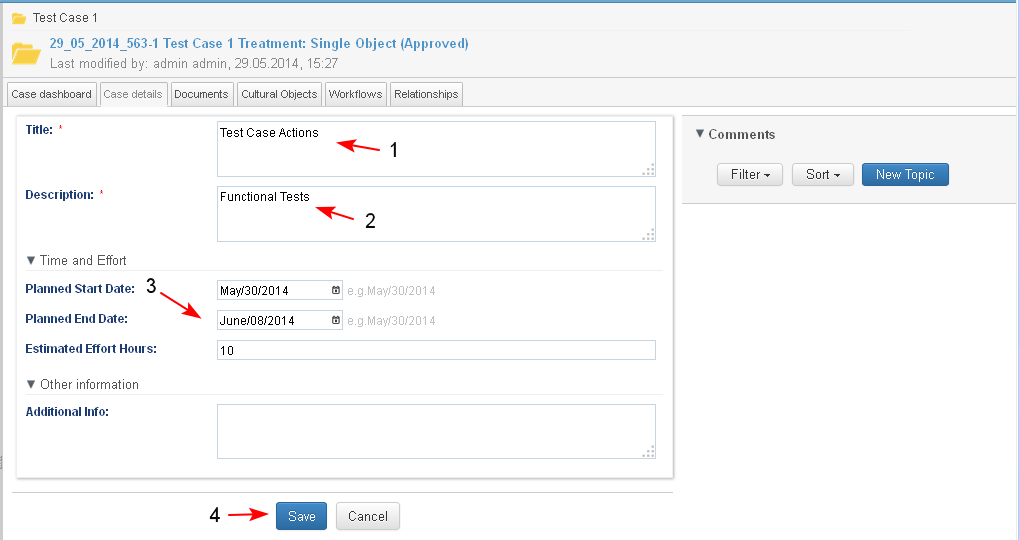 Test Case 1
29_05_2014_563-1 Test Case 1 Treatment: Single Object (Approved)
Last modified by: admin admin, 29.05.2014, 15:27
Case dashboard Case details Documents Cultural Objects Workflows Relationships
Title: * Test Case Actions
1
Comments
Filter Sort New Topic
Description: * Functional Tests
2
Time and Effort
Planned Start Date: 3 May/30/2014 e.g.May/30/2014
Planned End Date: June/08/2014 e.g.May/30/2014
Estimated Effort Hours: 10
Other information
Additional Info:
4 Save Cancel